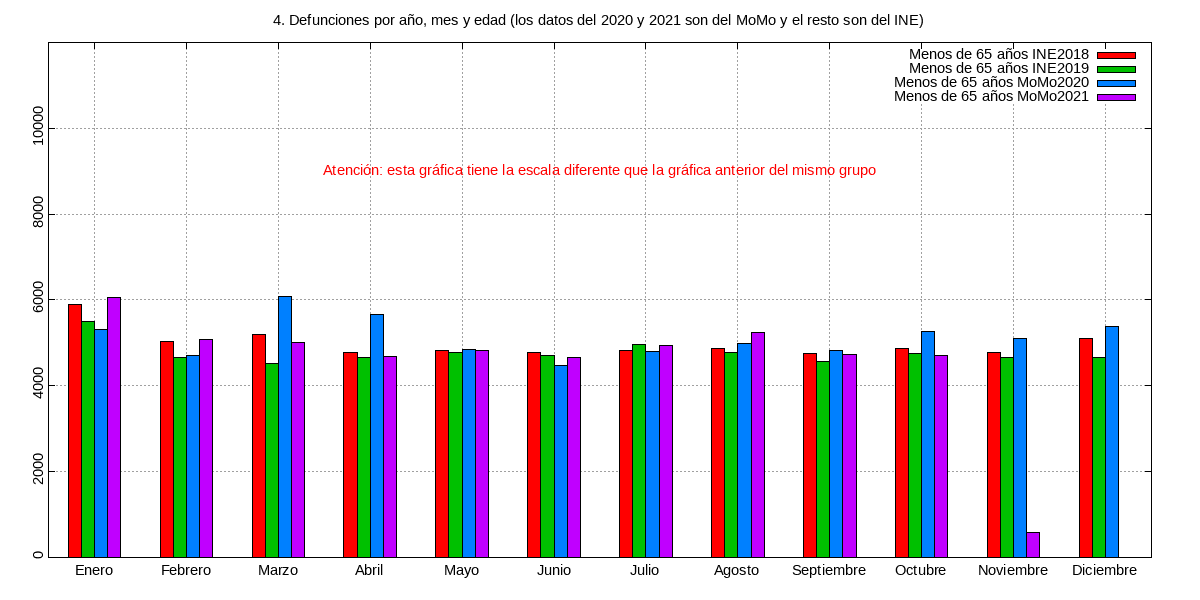 4. Defunciones por año, mes y edad (los datos del 2020 y 2021 son del MoMo y el resto son del INE)
Menos de 65 años INE2018
Menos de 65 años INE2019
Menos de 65 años MoMo2020
Menos de 65 años MoMo2021
Atención: esta gráfica tiene la escala diferente que la gráfica anterior del mismo grupo
10000
8000
6000
4000
2000
0
Enero Febrero Marzo Abril Mayo Junio Julio Agosto Septiembre Octubre Noviembre Diciembre